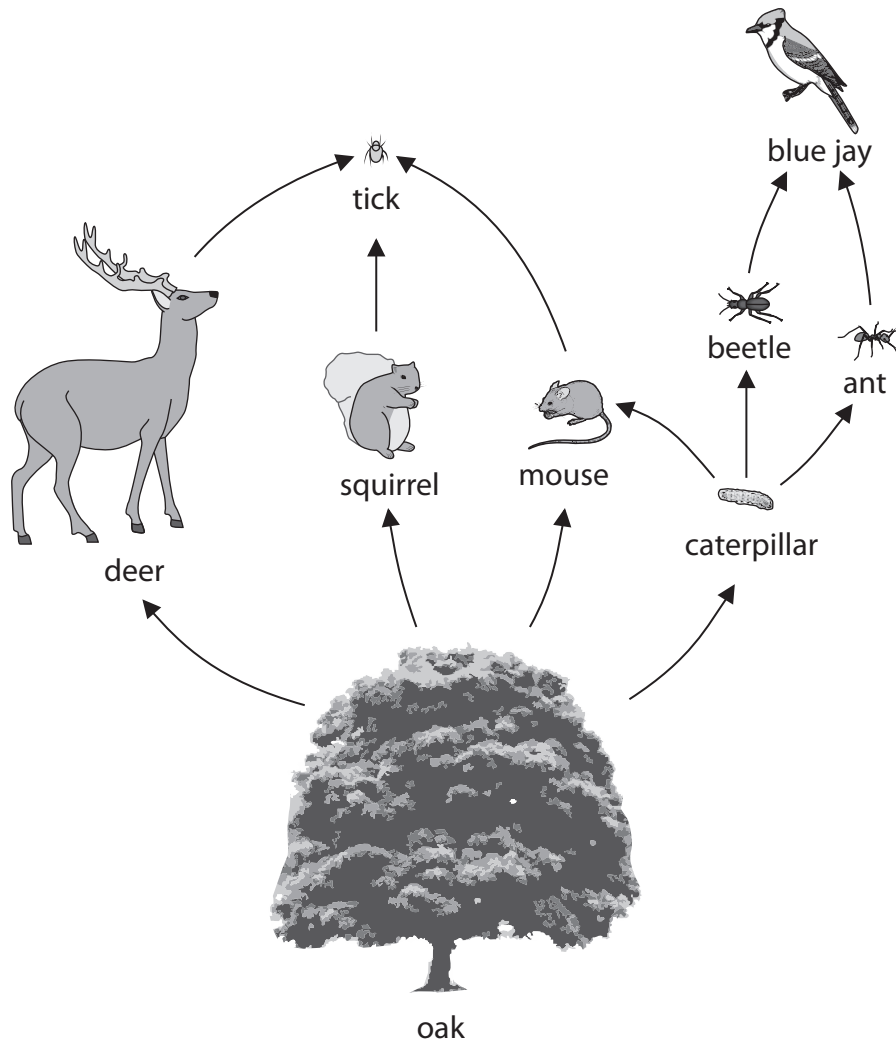 blue jay
tick
beetle
ant
squirrel
mouse
caterpillar
deer
oak